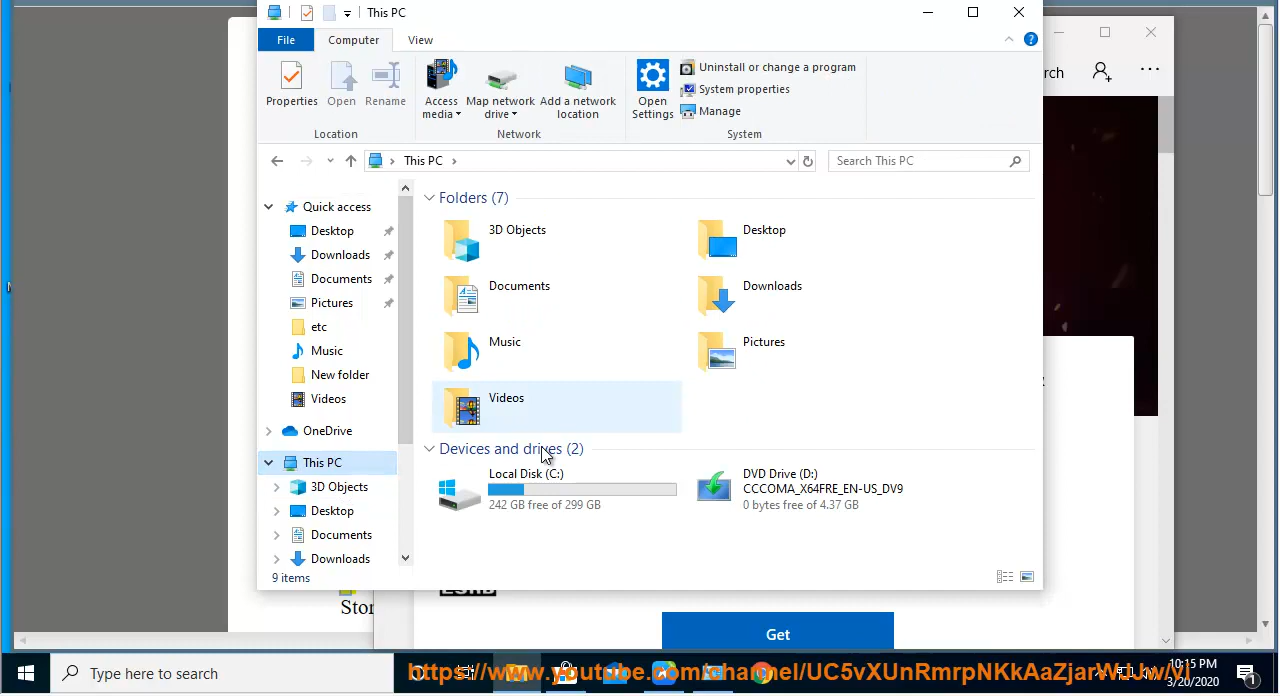 This PC
File
Computer
View
Properties
Open
Rename
Access media
Map network drive
Add a network location
Open Settings
Uninstall or change a program
System properties
Manage
Location
Network
System
This PC
Search This PC
Quick access
Desktop
Downloads
Documents
Pictures
etc
Music
New folder
Videos
OneDrive
This PC
3D Objects
Desktop
Documents
Downloads
Folders (7)
3D Objects
Desktop
Documents
Downloads
Music
Pictures
Videos
Devices and drives (2)
Local Disk (C:)
242 GB free of 299 GB
DVD Drive (D:)
CCCOMA_X64FRE_EN-US_DV9
0 bytes free of 4.37 GB
9 items
rch
ESRB
Stor
Get
Type here to search
https://www.youtube.com/channel/UC5vXUnRmrpNKkAaZjarWLUw/v
10:15 PM
3/20/2020
1